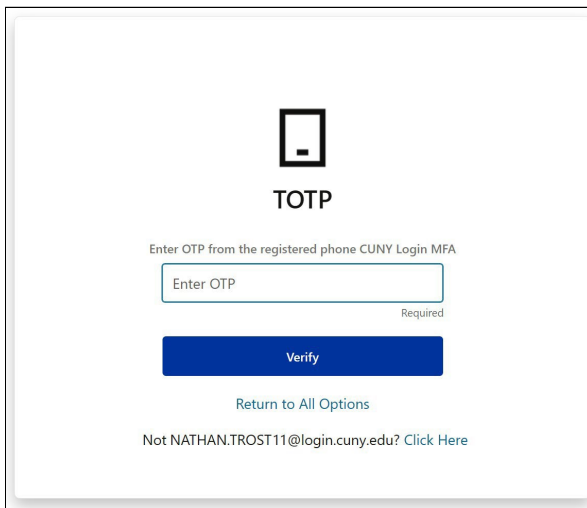 TOTP
Enter OTP from the registered phone CUNY Login MFA
Enter OTP
Required
Verify
Return to All Options
Not NATHAN.TROST11@login.cuny.edu? Click Here